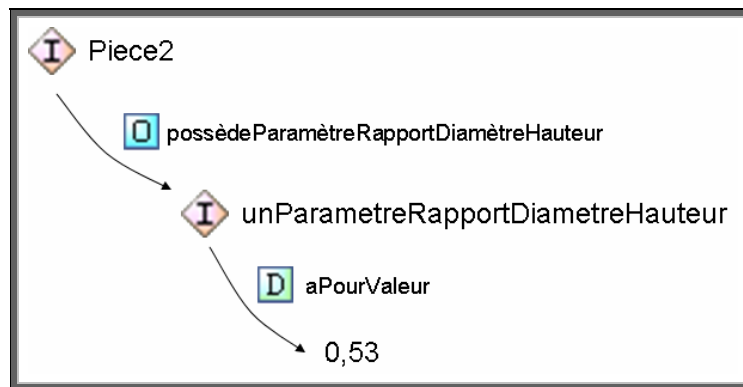 I Piece2
O possèdeParamètreRapportDiamètreHauteur
I unParametreRapportDiametreHauteur
D aPourValeur
0,53